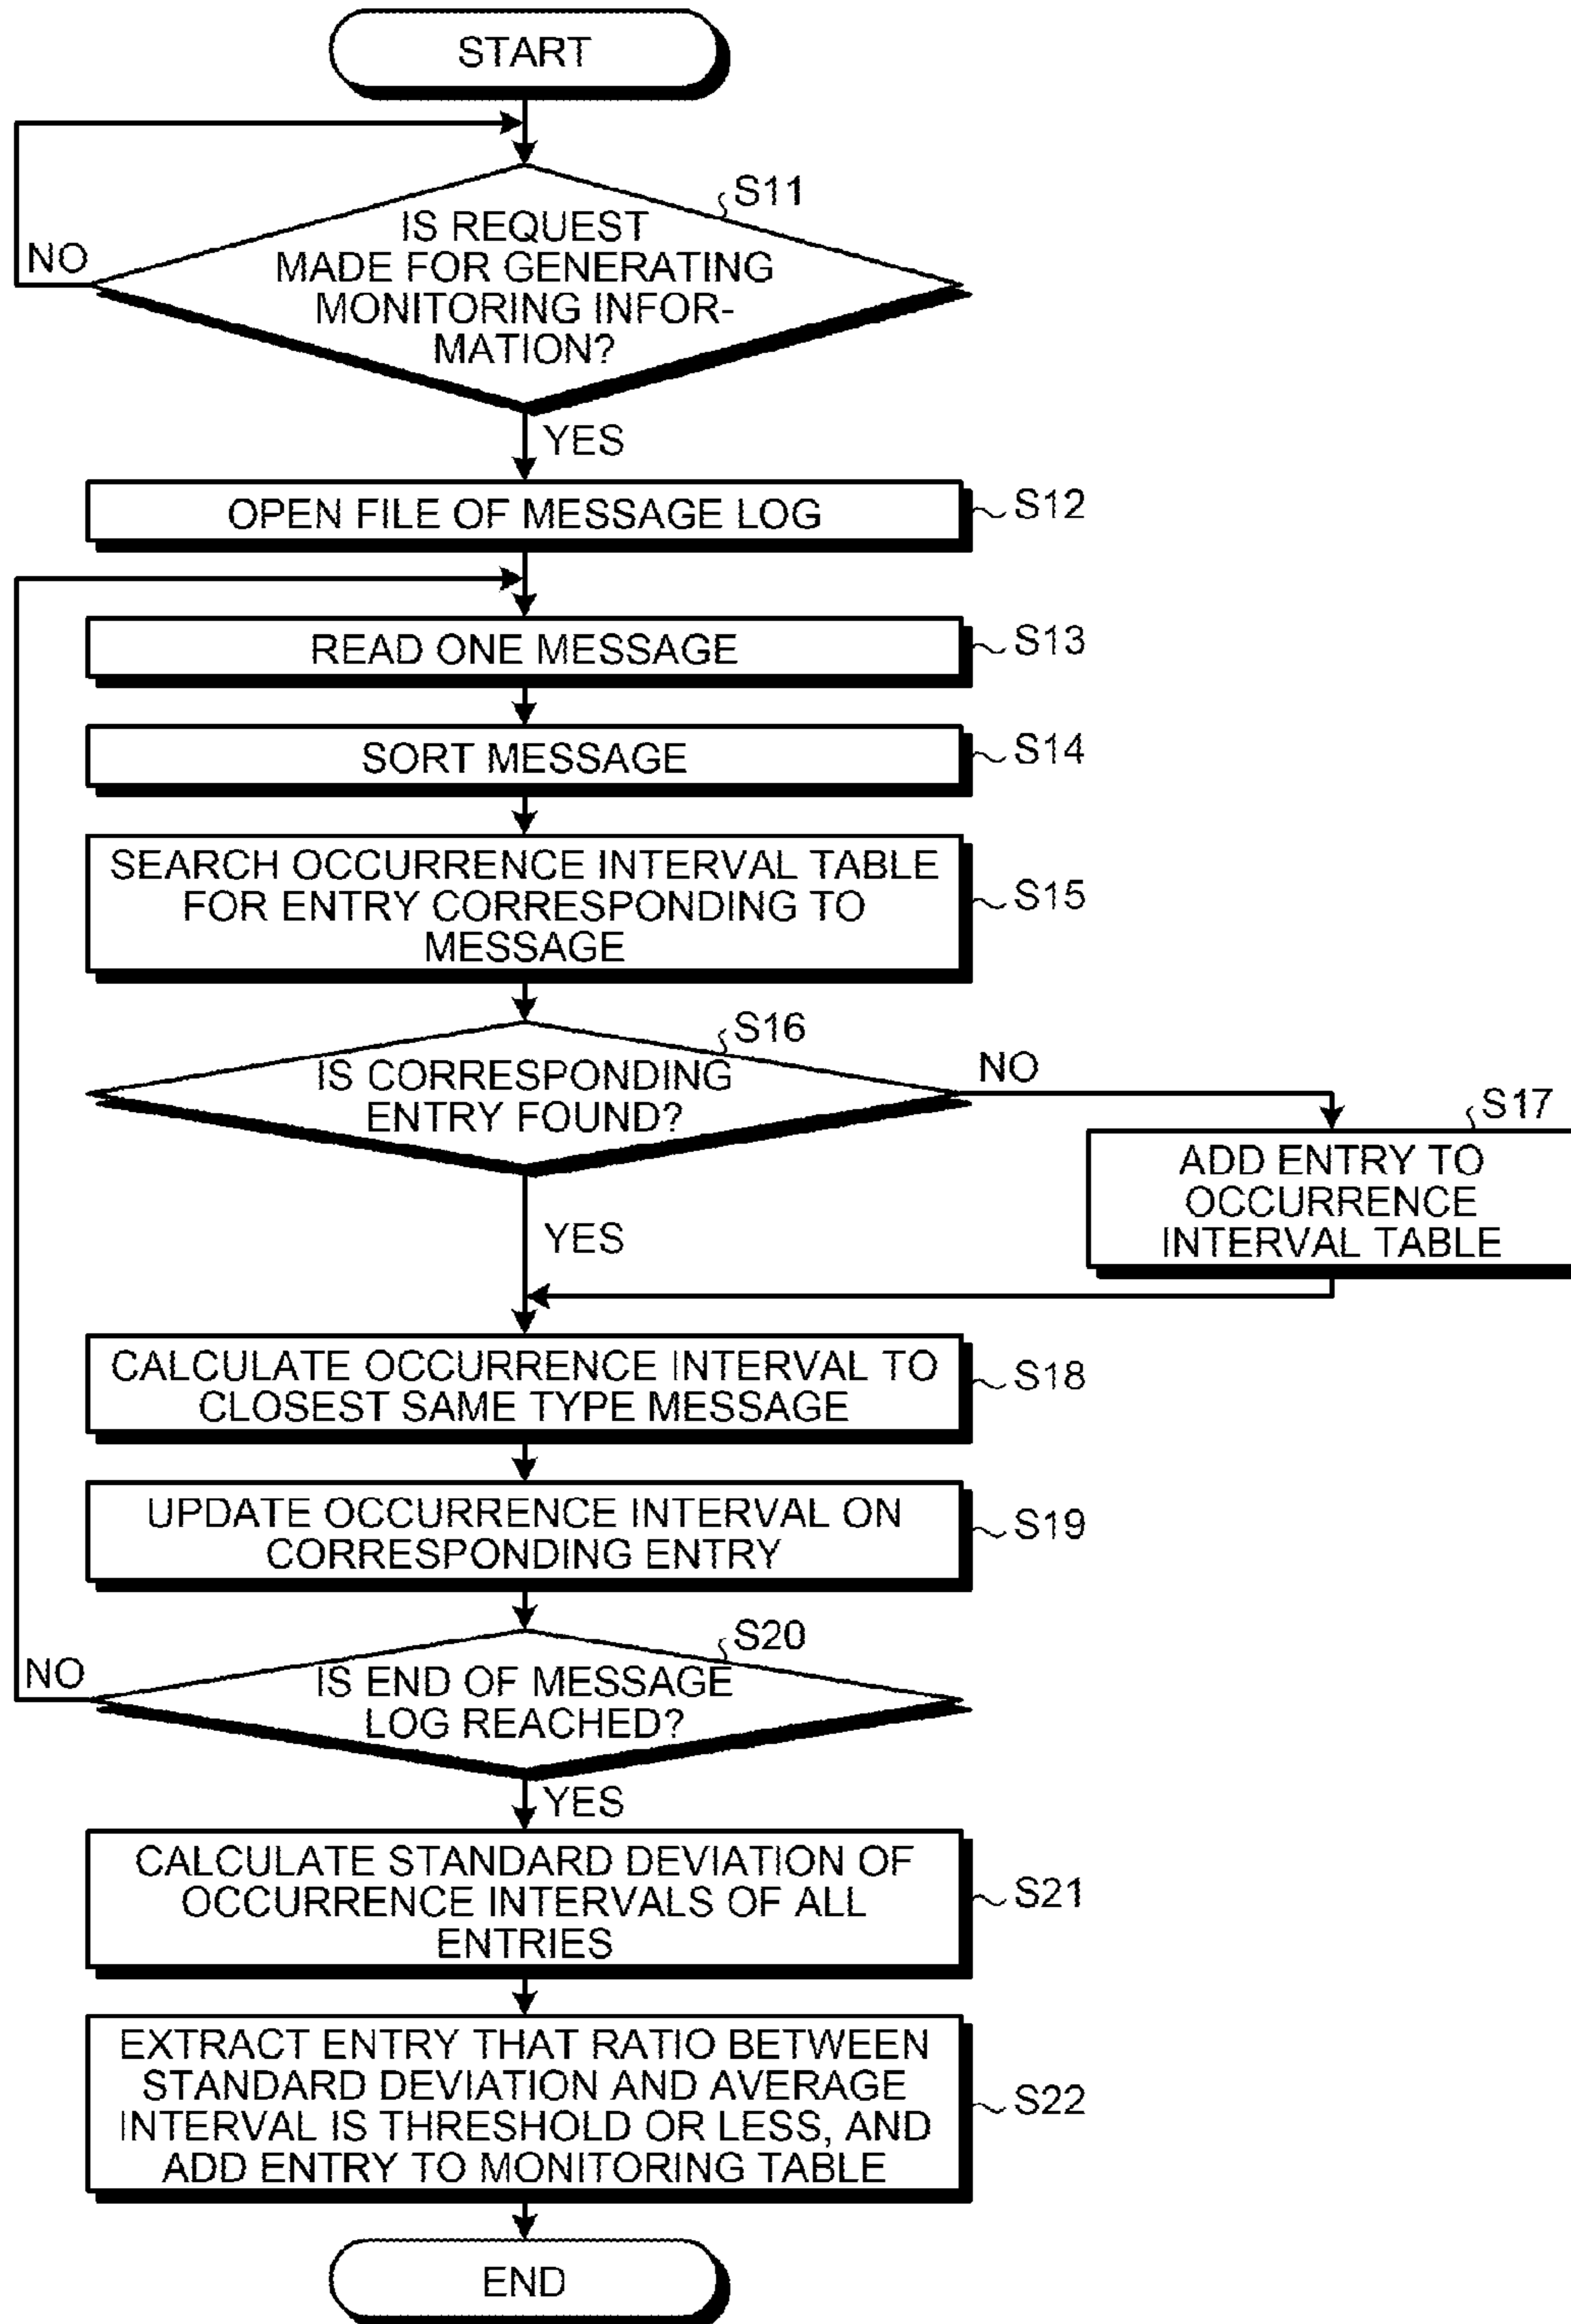 START
S11
IS REQUEST
MADE FOR GENERATING
MONITORING INFOR-
MATION?
NO
YES
OPEN FILE OF MESSAGE LOG
S12
READ ONE MESSAGE
S13
SORT MESSAGE
S14
SEARCH OCCURRENCE INTERVAL TABLE
FOR ENTRY CORRESPONDING TO
MESSAGE
S15
S16
IS CORRESPONDING
ENTRY FOUND?
NO
S17
ADD ENTRY TO
OCCURRENCE
INTERVAL TABLE
YES
CALCULATE OCCURRENCE INTERVAL TO
CLOSEST SAME TYPE MESSAGE
S18
UPDATE OCCURRENCE INTERVAL ON
CORRESPONDING ENTRY
S19
S20
IS END OF MESSAGE
LOG REACHED?
NO
YES
CALCULATE STANDARD DEVIATION OF
OCCURRENCE INTERVALS OF ALL
ENTRIES
S21
EXTRACT ENTRY THAT RATIO BETWEEN
STANDARD DEVIATION AND AVERAGE
INTERVAL IS THRESHOLD OR LESS, AND
ADD ENTRY TO MONITORING TABLE
S22
END